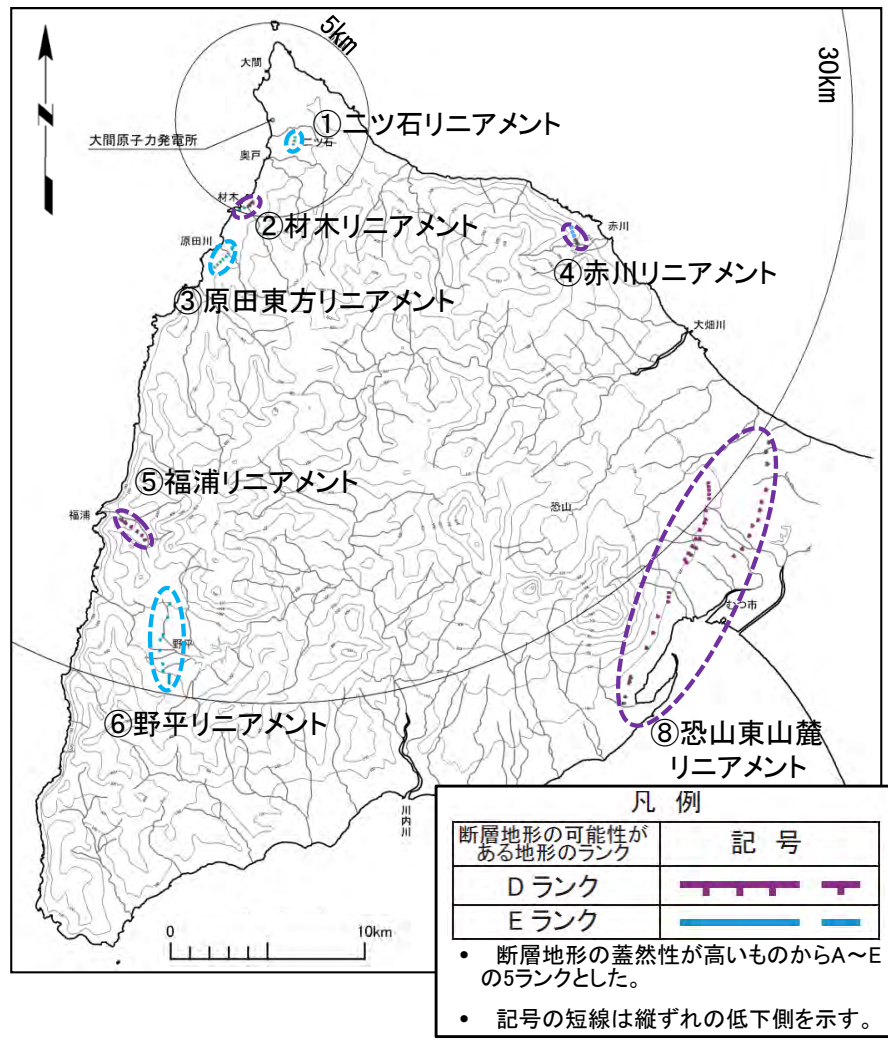 5km
30km
大間
N
①二ツ石リニアメント
大間原子力発電所
二ツ石
奥戸
材木
②材木リニアメント
赤川
原田川
④赤川リニアメント
③原田東方リニアメント
大畑川
⑤福浦リニアメント
福浦
恐山
むつ市
野平
⑥野平リニアメント
⑧恐山東山麓
リニアメント
川内川
0 10km
凡 例
断層地形の可能性が
ある地形のランク
記 号
Dランク
Eランク
• 断層地形の蓋然性が高いものからA～E
の5ランクとした。
• 記号の短線は縦ずれの低下側を示す。